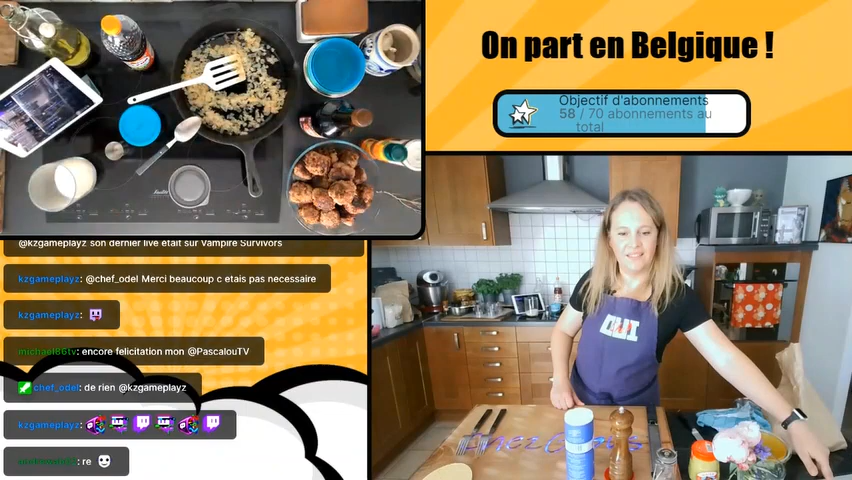 On part en Belgique !
Objectif d'abonnements
58 / 70 abonnements au
total
@kzgameplayz son dernier live était sur Vampire Survivors
kzgameplayz: @chef_odel Merci beaucoup c etais pas necessaire
kzgameplayz:
michael86tv: encore felicitation mon @PascalouTV
chef_odel: de rien @kzgameplayz
kzgameplayz:
re